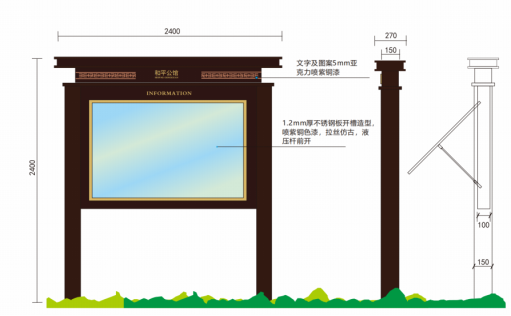 2400
270
150
和平公馆
文字及图案5mm亚
克力喷紫铜漆
INFORMATION
1.2mm厚不锈钢板开槽造型,
喷紫铜色漆，拉丝仿古，液
压杆前开
2400
100
150